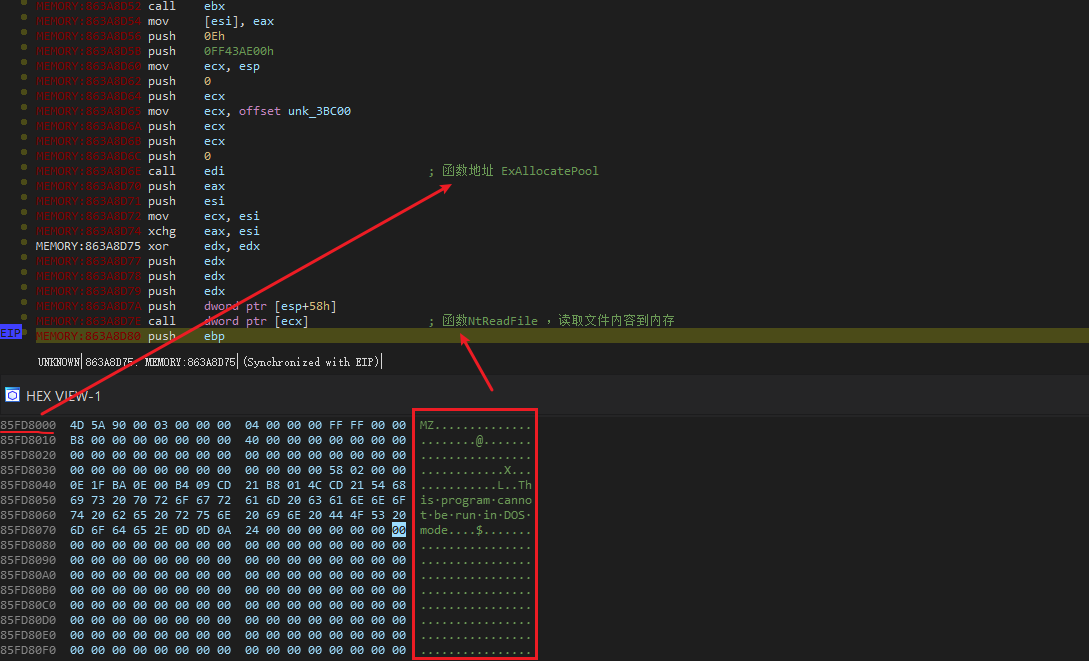 MEMORY:863A8D52 call ebx
MEMORY:863A8D54 mov [esi], eax
MEMORY:863A8D56 push 0Eh
MEMORY:863A8D58 push 0FF43AE00h
MEMORY:863A8D60 mov ecx, esp
MEMORY:863A8D62 push 0
MEMORY:863A8D64 push ecx
MEMORY:863A8D65 mov ecx, offset unk_3BC00
MEMORY:863A8D6A push ecx
MEMORY:863A8D6B push ecx
MEMORY:863A8D6C push 0
MEMORY:863A8D6E call edi ; 函数地址 ExAllocatePool
MEMORY:863A8D70 push eax
MEMORY:863A8D71 push esi
MEMORY:863A8D72 mov ecx, esi
MEMORY:863A8D74 xchg eax, esi
MEMORY:863A8D75 xor edx, edx
MEMORY:863A8D77 push edx
MEMORY:863A8D78 push edx
MEMORY:863A8D79 push edx
MEMORY:863A8D7A push dword ptr [esp+58h]
MEMORY:863A8D7E call dword ptr [ecx] ; 函数NtReadFile ，读取文件内容到内存
EIP MEMORY:863A8D80 push ebp
UNKNOWN 863A8D75: MEMORY:863A8D75 (Synchronized with EIP)
HEX VIEW-1
85FD8000 4D 5A 90 00 03 00 00 00 04 00 00 00 FF FF 00 00 MZ..............
85FD8010 B8 00 00 00 00 00 00 00 40 00 00 00 00 00 00 00 ........@.......
85FD8020 00 00 00 00 00 00 00 00 00 00 00 00 00 00 00 00 ................
85FD8030 00 00 00 00 00 00 00 00 00 00 00 00 58 02 00 00 ............X...
85FD8040 0E 1F BA 0E 00 B4 09 CD 21 B8 01 4C CD 21 54 68 ...........L..Th
85FD8050 69 73 20 70 72 6F 67 72 61 6D 20 63 61 6E 6E 6F is·program·canno
85FD8060 74 20 62 65 20 72 75 6E 20 69 6E 20 44 4F 53 20 t·be·run·in·DOS·
85FD8070 6D 6F 64 65 2E 0D 0D 0A 24 00 00 00 00 00 00 00 mode....$.......
85FD8080 00 00 00 00 00 00 00 00 00 00 00 00 00 00 00 00 ................
85FD8090 00 00 00 00 00 00 00 00 00 00 00 00 00 00 00 00 ................
85FD80A0 00 00 00 00 00 00 00 00 00 00 00 00 00 00 00 00 ................
85FD80B0 00 00 00 00 00 00 00 00 00 00 00 00 00 00 00 00 ................
85FD80C0 00 00 00 00 00 00 00 00 00 00 00 00 00 00 00 00 ................
85FD80D0 00 00 00 00 00 00 00 00 00 00 00 00 00 00 00 00 ................
85FD80E0 00 00 00 00 00 00 00 00 00 00 00 00 00 00 00 00 ................
85FD80F0 00 00 00 00 00 00 00 00 00 00 00 00 00 00 00 00 ................